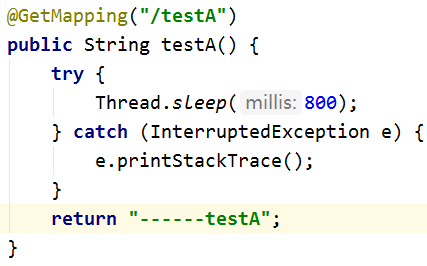 @GetMapping("/testA")
public String testA() {
    try {
        Thread.sleep( millis: 800);
    } catch (InterruptedException e) {
        e.printStackTrace();
    }
    return "------testA";
}